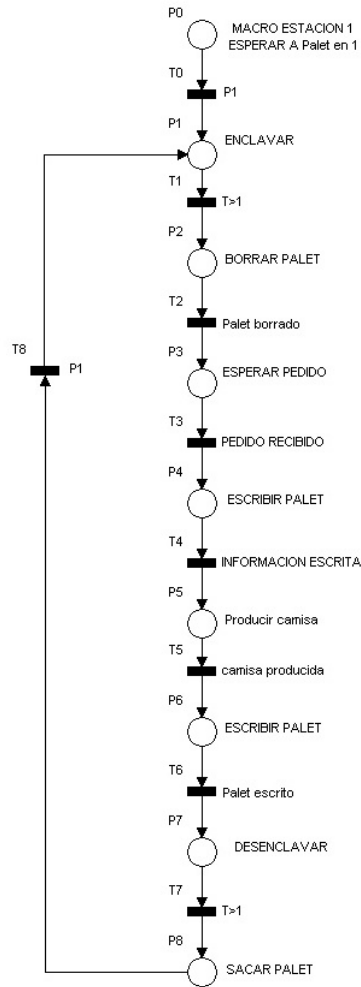 P0
MACRO ESTACION 1
ESPERAR A Palet en 1
T0
P1
P1
ENCLAVAR
T1
T>1
P2
BORRAR PALET
T2
Palet borrado
P3
T8
P1
ESPERAR PEDIDO
T3
PEDIDO RECIBIDO
P4
ESCRIBIR PALET
T4
INFORMACION ESCRITA
P5
Producir camisa
T5
camisa producida
P6
ESCRIBIR PALET
T6
Palet escrito
P7
DESENCLAVAR
T7
T>1
P8
SACAR PALET